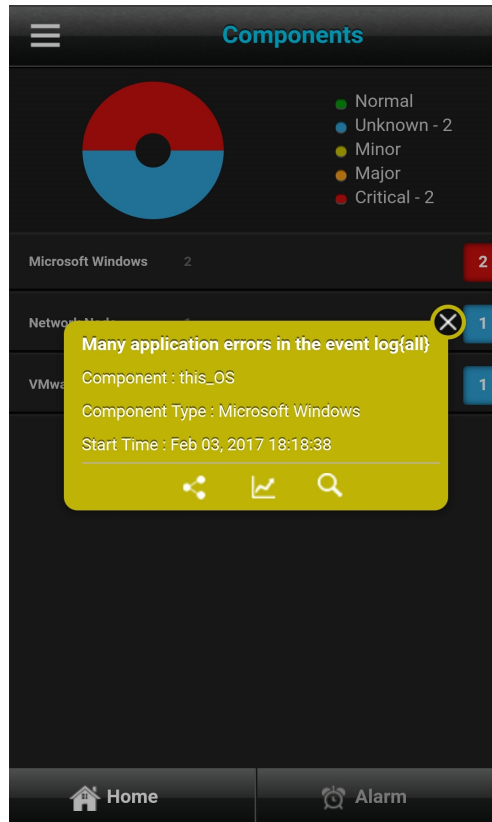 Components
Normal
Unknown - 2
Minor
Major
Critical - 2
Microsoft Windows 2 2
1
1
Many application errors in the event log{all}
Component : this_OS
Component Type : Microsoft Windows
Start Time : Feb 03, 2017 18:18:38
Home
Alarm